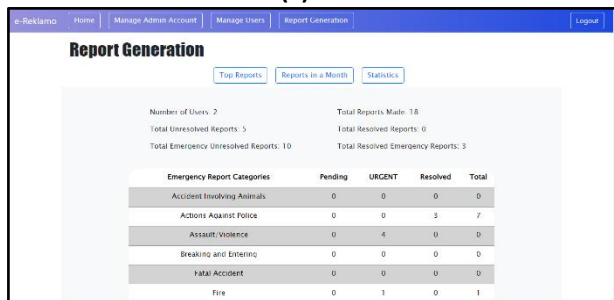 e-Reklamo Home Manage Admin Account Manage Users Report Generation Logout
Report Generation
Top Reports Reports in a Month Statistics
Number of Users: 2 Total Reports Made: 18
Total Unresolved Reports: 5 Total Resolved Reports: 0
Total Emergency Unresolved Reports: 10 Total Resolved Emergency Reports: 3
Emergency Report Categories Pending URGENT Resolved Total
Accident Involving Animals 0 0 0 0
Actions Against Police 0 0 3 7
Assault/Violence 0 4 0 0
Breaking and Entering 0 0 0 0
Fatal Accident 0 0 0 0
Fire 0 1 0 1